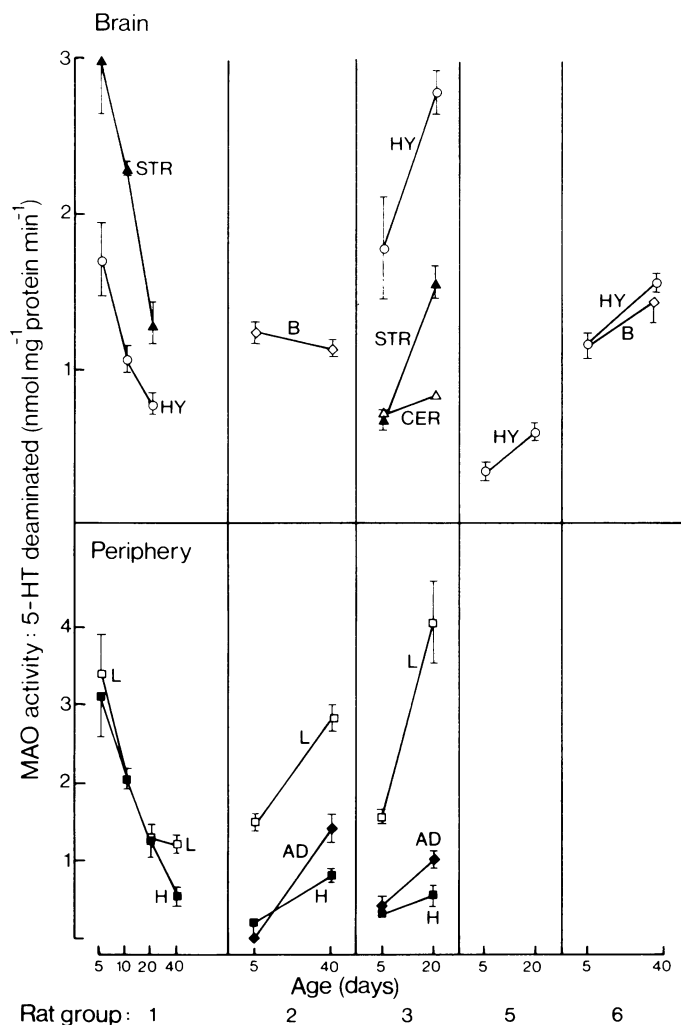 Brain
3
2
1
STR
HY
B
HY
STR
CER
HY
HY
B
MAO activity: 5-HT deaminated (nmol mg⁻¹ protein min⁻¹)
Periphery
4
3
2
1
L
L
H
L
AD
H
L
AD
H
5 10 20 40 5 40 5 20 5 20 5 40
Age (days)
Rat group: 1 2 3 5 6